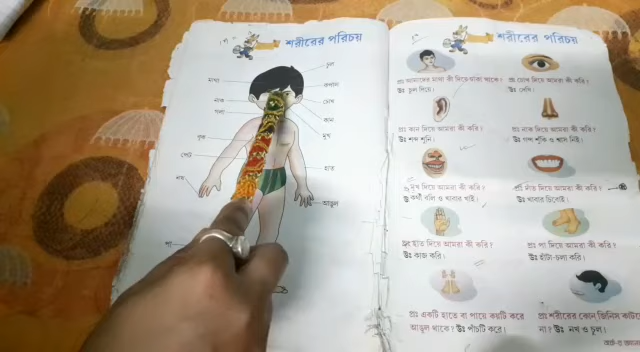 শরীরের পরিচয়
চুল
মাথা
কপাল
নাক
চোখ
গলা
কান
মুখ
বুক
পেট
হাত
নখ
আঙুল
পা
শরীরের পরিচয়
প্রঃ আমাদের মাথা কী দিয়ে ঢাকা থাকে?
উঃ চুল দিয়ে।
প্রঃ চোখ দিয়ে আমরা কী করি?
উঃ দেখি।
প্রঃ কান দিয়ে আমরা কী করি?
উঃ শব্দ শুনি।
প্রঃ নাক দিয়ে আমরা কী করি?
উঃ গন্ধ শুঁকি ও শ্বাস নিই।
মুখ দিয়ে আমরা কী করি?
কথা বলি ও খাবার খাই।
প্রঃ দাঁত দিয়ে আমরা কী করি?
উঃ খাবার চিবোই।
প্রঃ হাত দিয়ে আমরা কী করি?
উঃ কাজ করি।
প্রঃ পা দিয়ে আমরা কী করি?
উঃ হাঁটা-চলা করি।
প্রঃ একটি হাতে বা পায়ে কয়টি করে
আঙুল থাকে? উঃ পাঁচটি করে।
প্রঃ শরীরের কোন জিনিস কাটলে
না? উঃ নখ ও চুল।